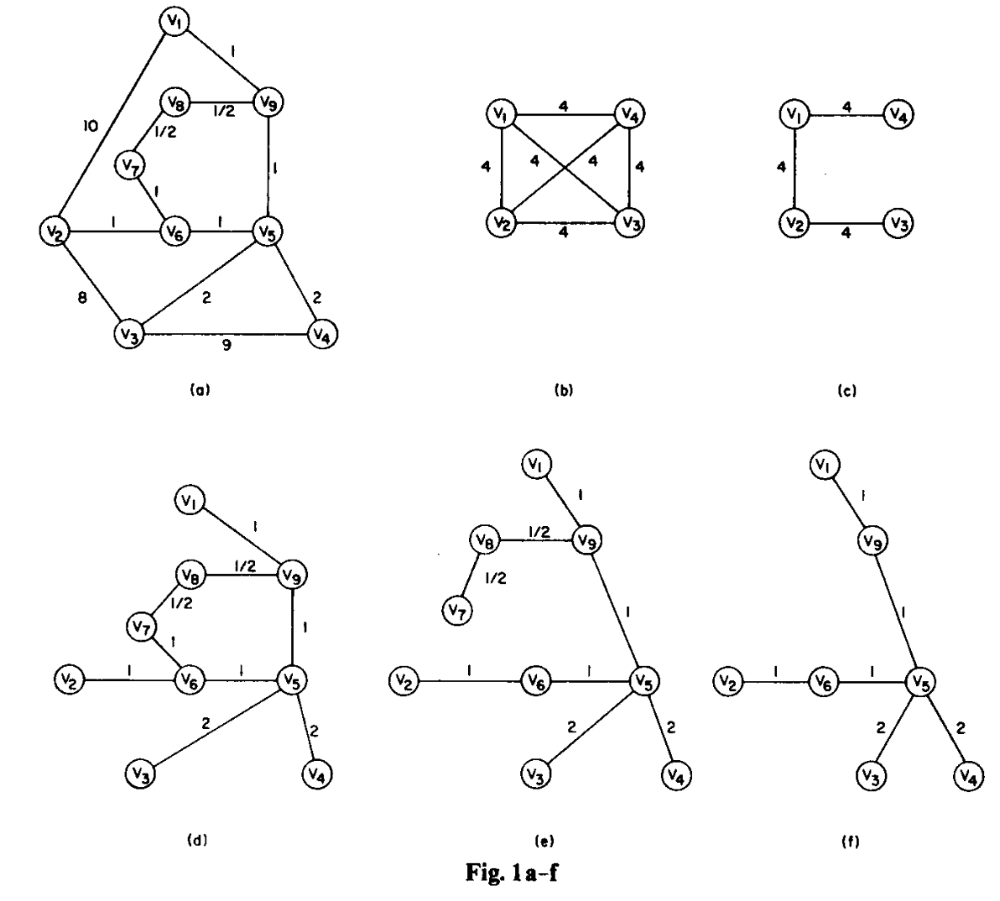 V1
1
V8
1/2
V9
10
1/2
V7
1
1
V2
1
V6
1
V5
8
2
2
V3
9
V4
(a)
V1
4
V4
4
4
4
4
V2
4
V3
(b)
V1
4
V4
4
V2
4
V3
(c)
V1
1
V8
1/2
V9
1/2
V7
1
1
V2
1
V6
1
V5
2
2
V3
V4
(d)
V1
1
V8
1/2
V9
1/2
V7
1
V2
1
V6
1
V5
2
2
V3
V4
(e)
V1
1
V9
1
V2
1
V6
1
V5
2
2
V3
V4
(f)
Fig. 1a-f